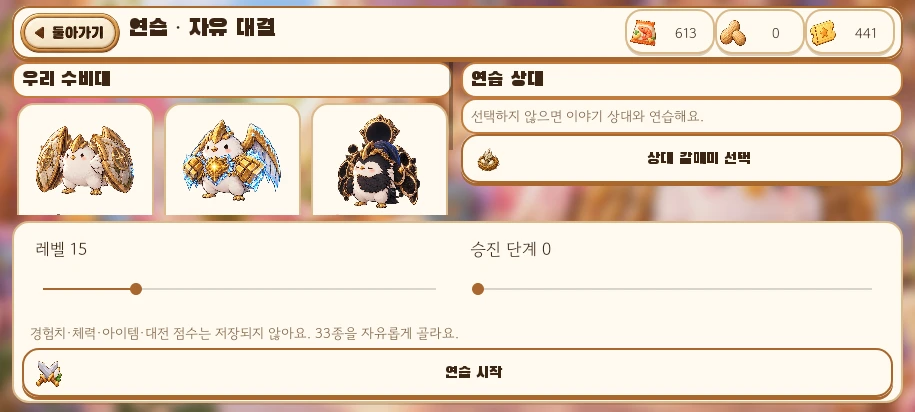 돌아가기
연습 · 자유 대결
613
0
441
우리 수비대
연습 상대
선택하지 않으면 이야기 상대와 연습해요.
상대 갈매미 선택
레벨 15
승진 단계 0
경험치·체력·아이템·대전 점수는 저장되지 않아요. 33종을 자유롭게 골라요.
연습 시작